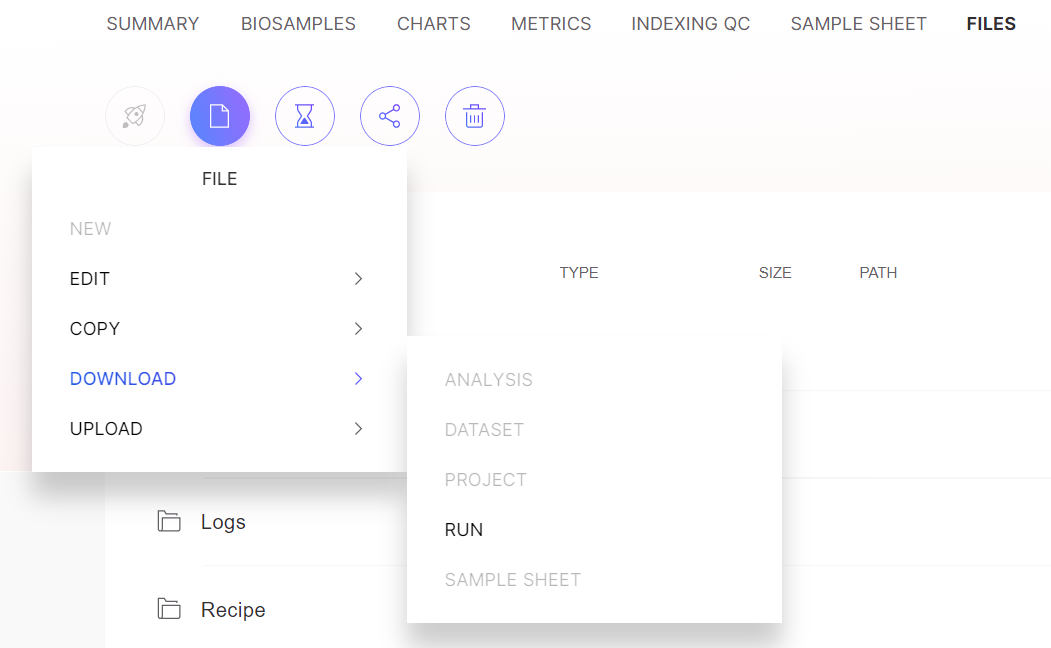 SUMMARY BIOSAMPLES CHARTS METRICS INDEXING QC SAMPLE SHEET FILES
FILE
NEW
EDIT
COPY
DOWNLOAD
UPLOAD
TYPE SIZE PATH
ANALYSIS
DATASET
PROJECT
RUN
SAMPLE SHEET
Logs
Recipe